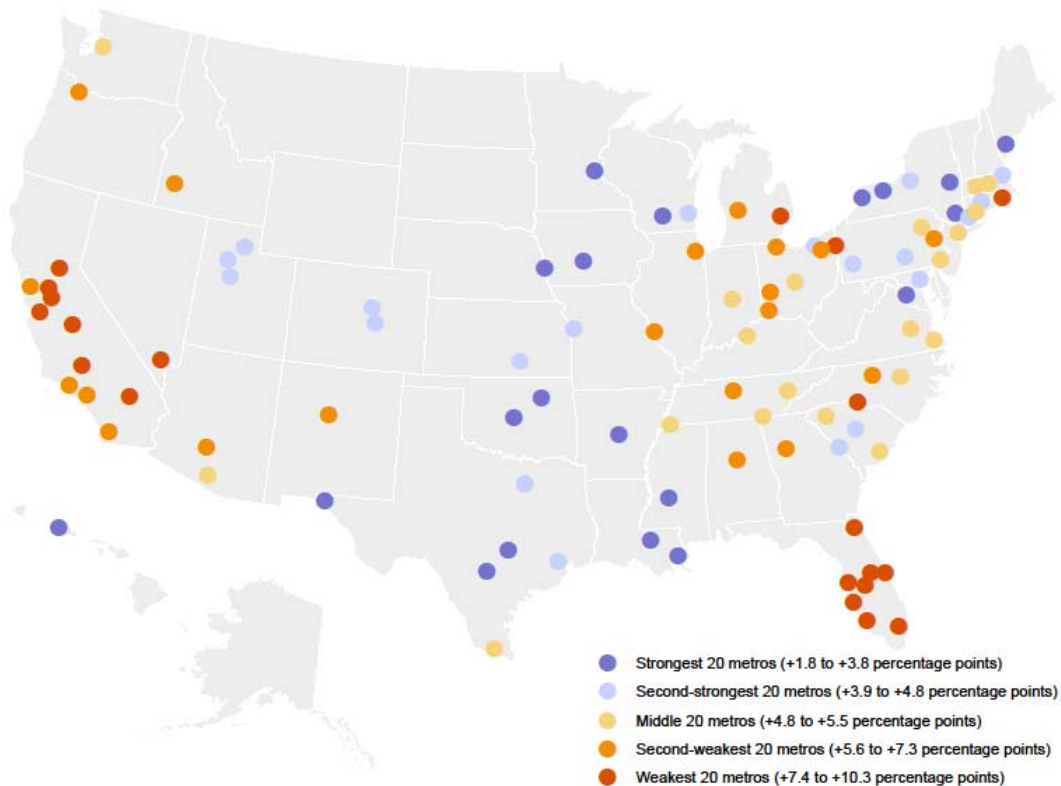 Strongest 20 metros (+1.8 to +3.8 percentage points)
Second-strongest 20 metros (+3.9 to +4.8 percentage points)
Middle 20 metros (+4.8 to +5.5 percentage points)
Second-weakest 20 metros (+5.6 to +7.3 percentage points)
Weakest 20 metros (+7.4 to +10.3 percentage points)